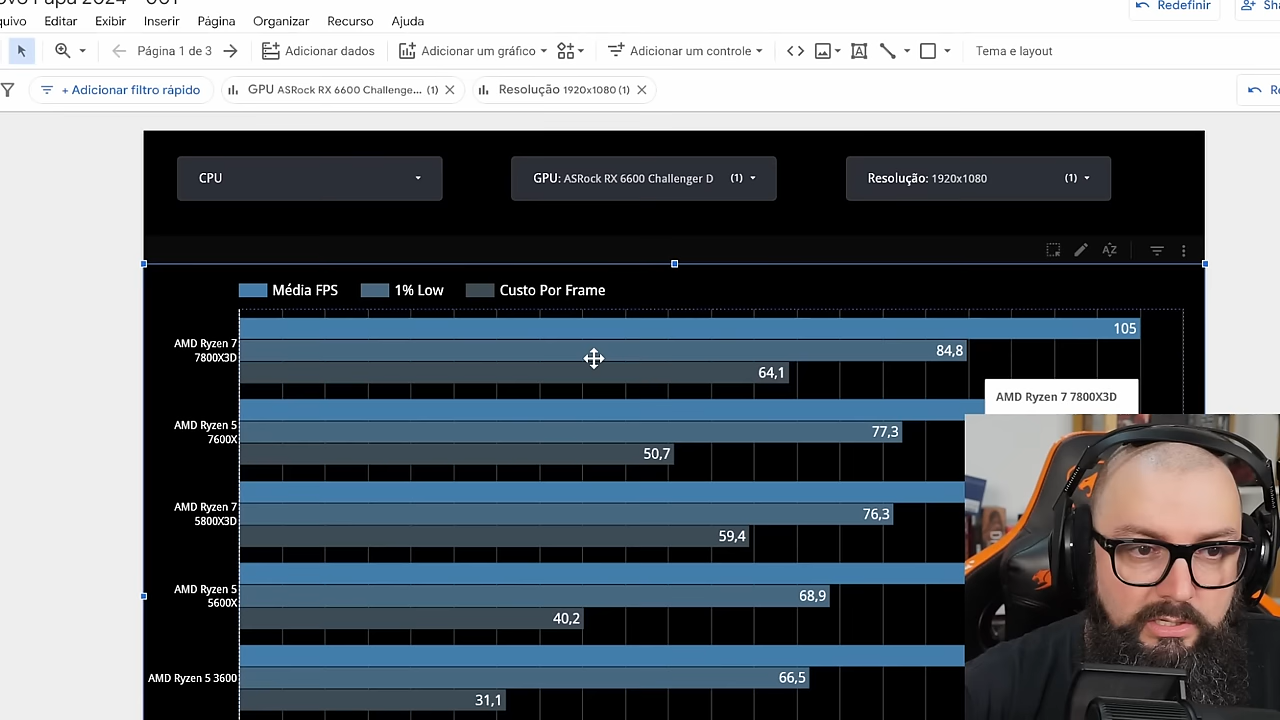 Redefinir
Editar Exibir Inserir Página Organizar Recurso Ajuda
Página 1 de 3 Adicionar dados Adicionar um gráfico Adicionar um controle Tema e layout
+ Adicionar filtro rápido GPU ASRock RX 6600 Challenge... (1) Resolução 1920x1080 (1)
CPU GPU: ASRock RX 6600 Challenger D (1) Resolução: 1920x1080 (1)
AZ
Média FPS 1% Low Custo Por Frame
AMD Ryzen 7
7800X3D
105
84,8
64,1
AMD Ryzen 7 7800X3D
AMD Ryzen 5
7600X
77,3
50,7
AMD Ryzen 7
5800X3D
76,3
59,4
AMD Ryzen 5
5600X
68,9
40,2
AMD Ryzen 5 3600
66,5
31,1